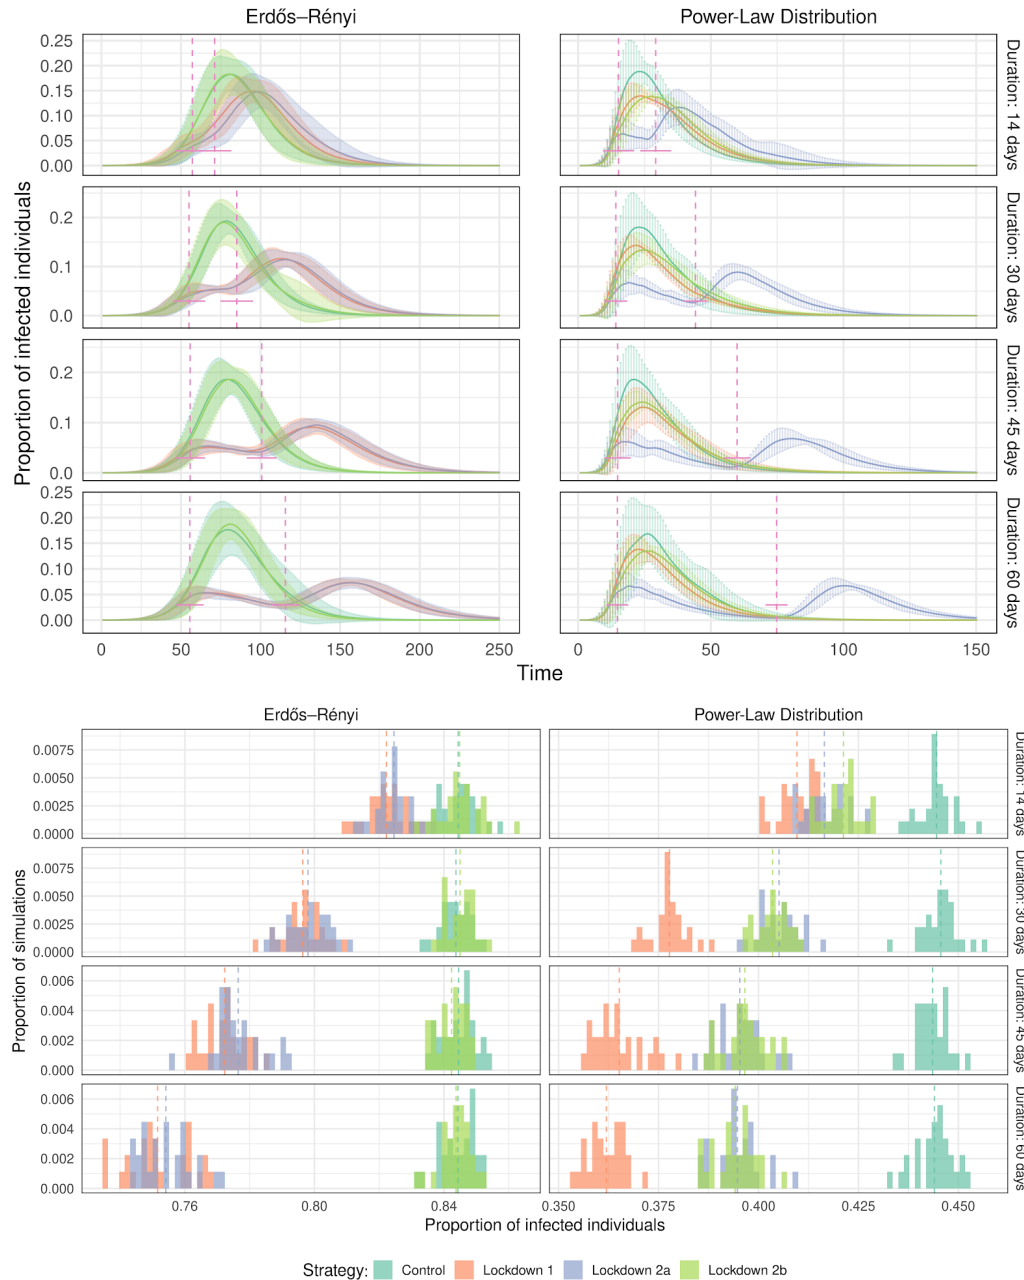 Erdős–Rényi
Power-Law Distribution
Proportion of infected individuals
0.25
0.20
0.15
0.10
0.05
0.00
Duration: 14 days
0.2
0.1
0.0
Duration: 30 days
0.2
0.1
0.0
Duration: 45 days
0.25
0.20
0.15
0.10
0.05
0.00
Duration: 60 days
0 50 100 150 200 250
0 50 100 150
Time
Erdős–Rényi
Power-Law Distribution
Proportion of simulations
0.0075
0.0050
0.0025
0.0000
Duration: 14 days
0.0075
0.0050
0.0025
0.0000
Duration: 30 days
0.006
0.004
0.002
0.000
Duration: 45 days
0.006
0.004
0.002
0.000
Duration: 60 days
0.76 0.80 0.84
0.350 0.375 0.400 0.425 0.450
Proportion of infected individuals
Strategy: Control Lockdown 1 Lockdown 2a Lockdown 2b